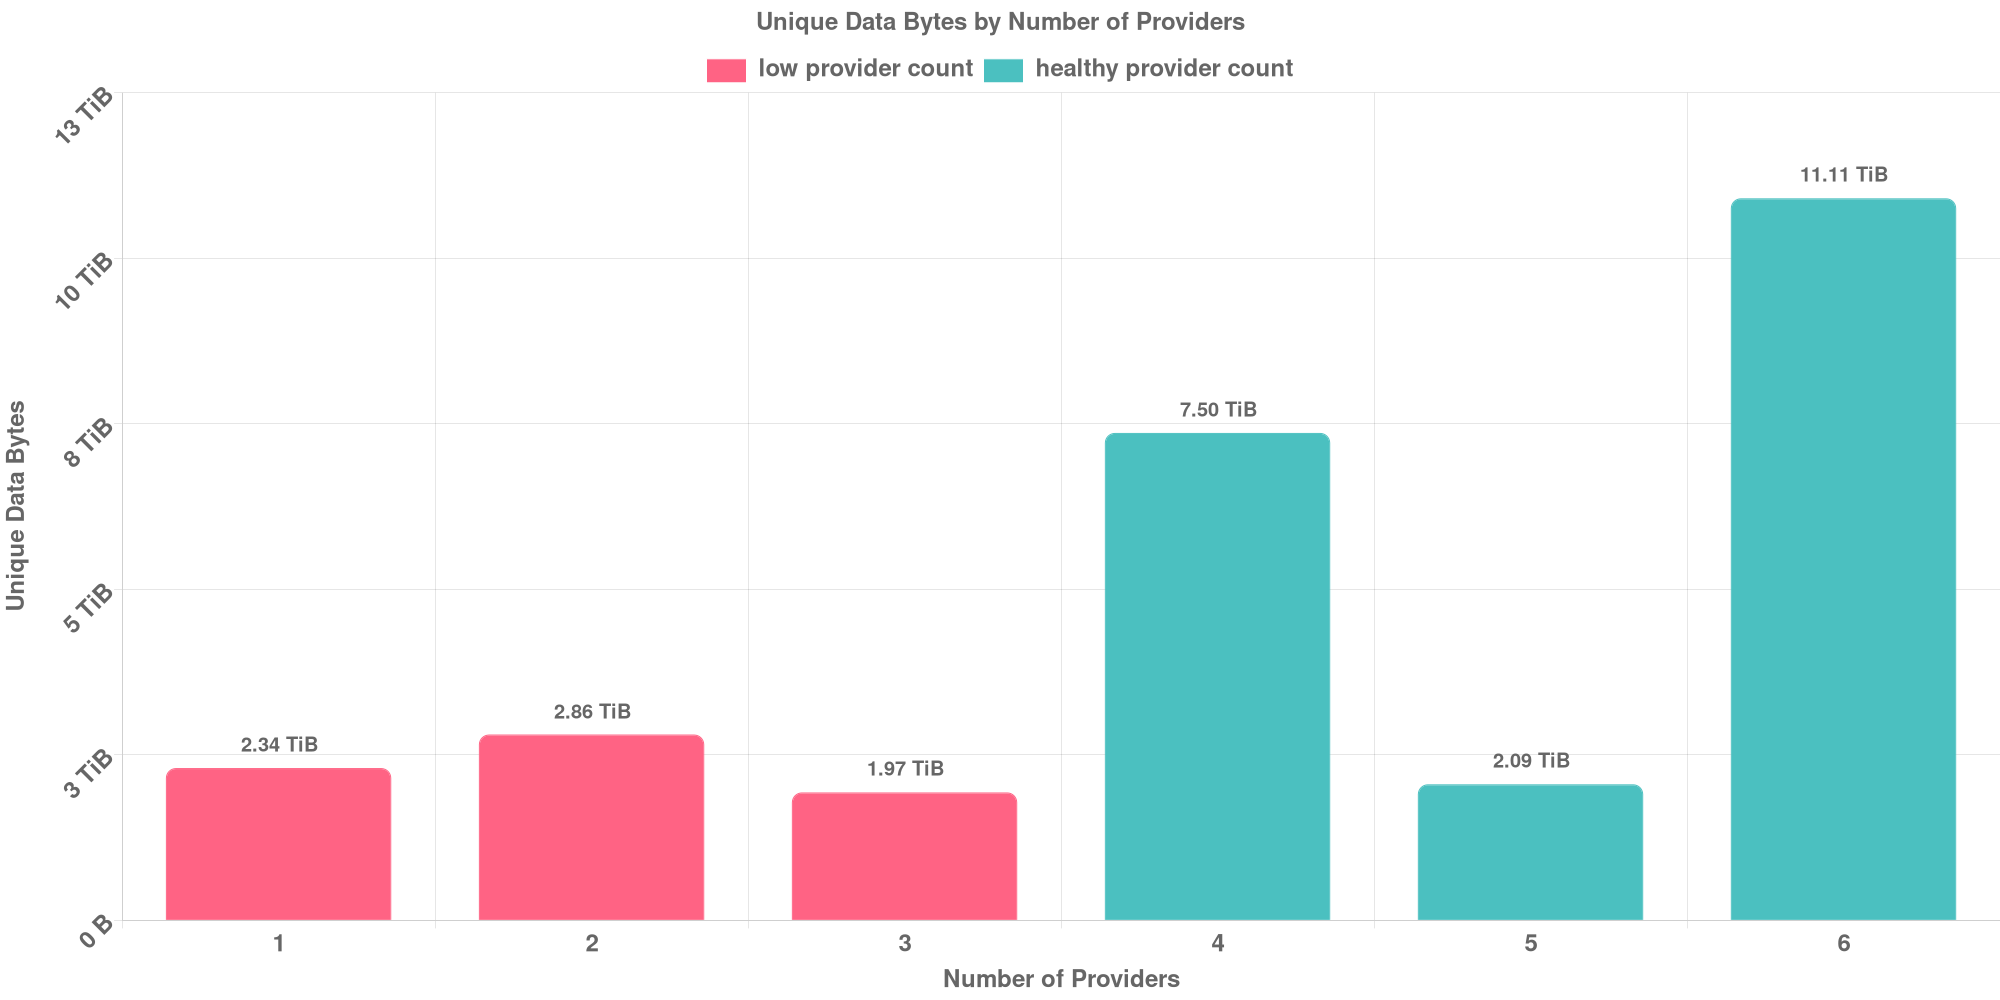 Unique Data Bytes by Number of Providers
low provider count healthy provider count
13 TiB
10 TiB
8 TiB
5 TiB
3 TiB
0 B
Unique Data Bytes
2.34 TiB
2.86 TiB
1.97 TiB
7.50 TiB
2.09 TiB
11.11 TiB
1 2 3 4 5 6
Number of Providers